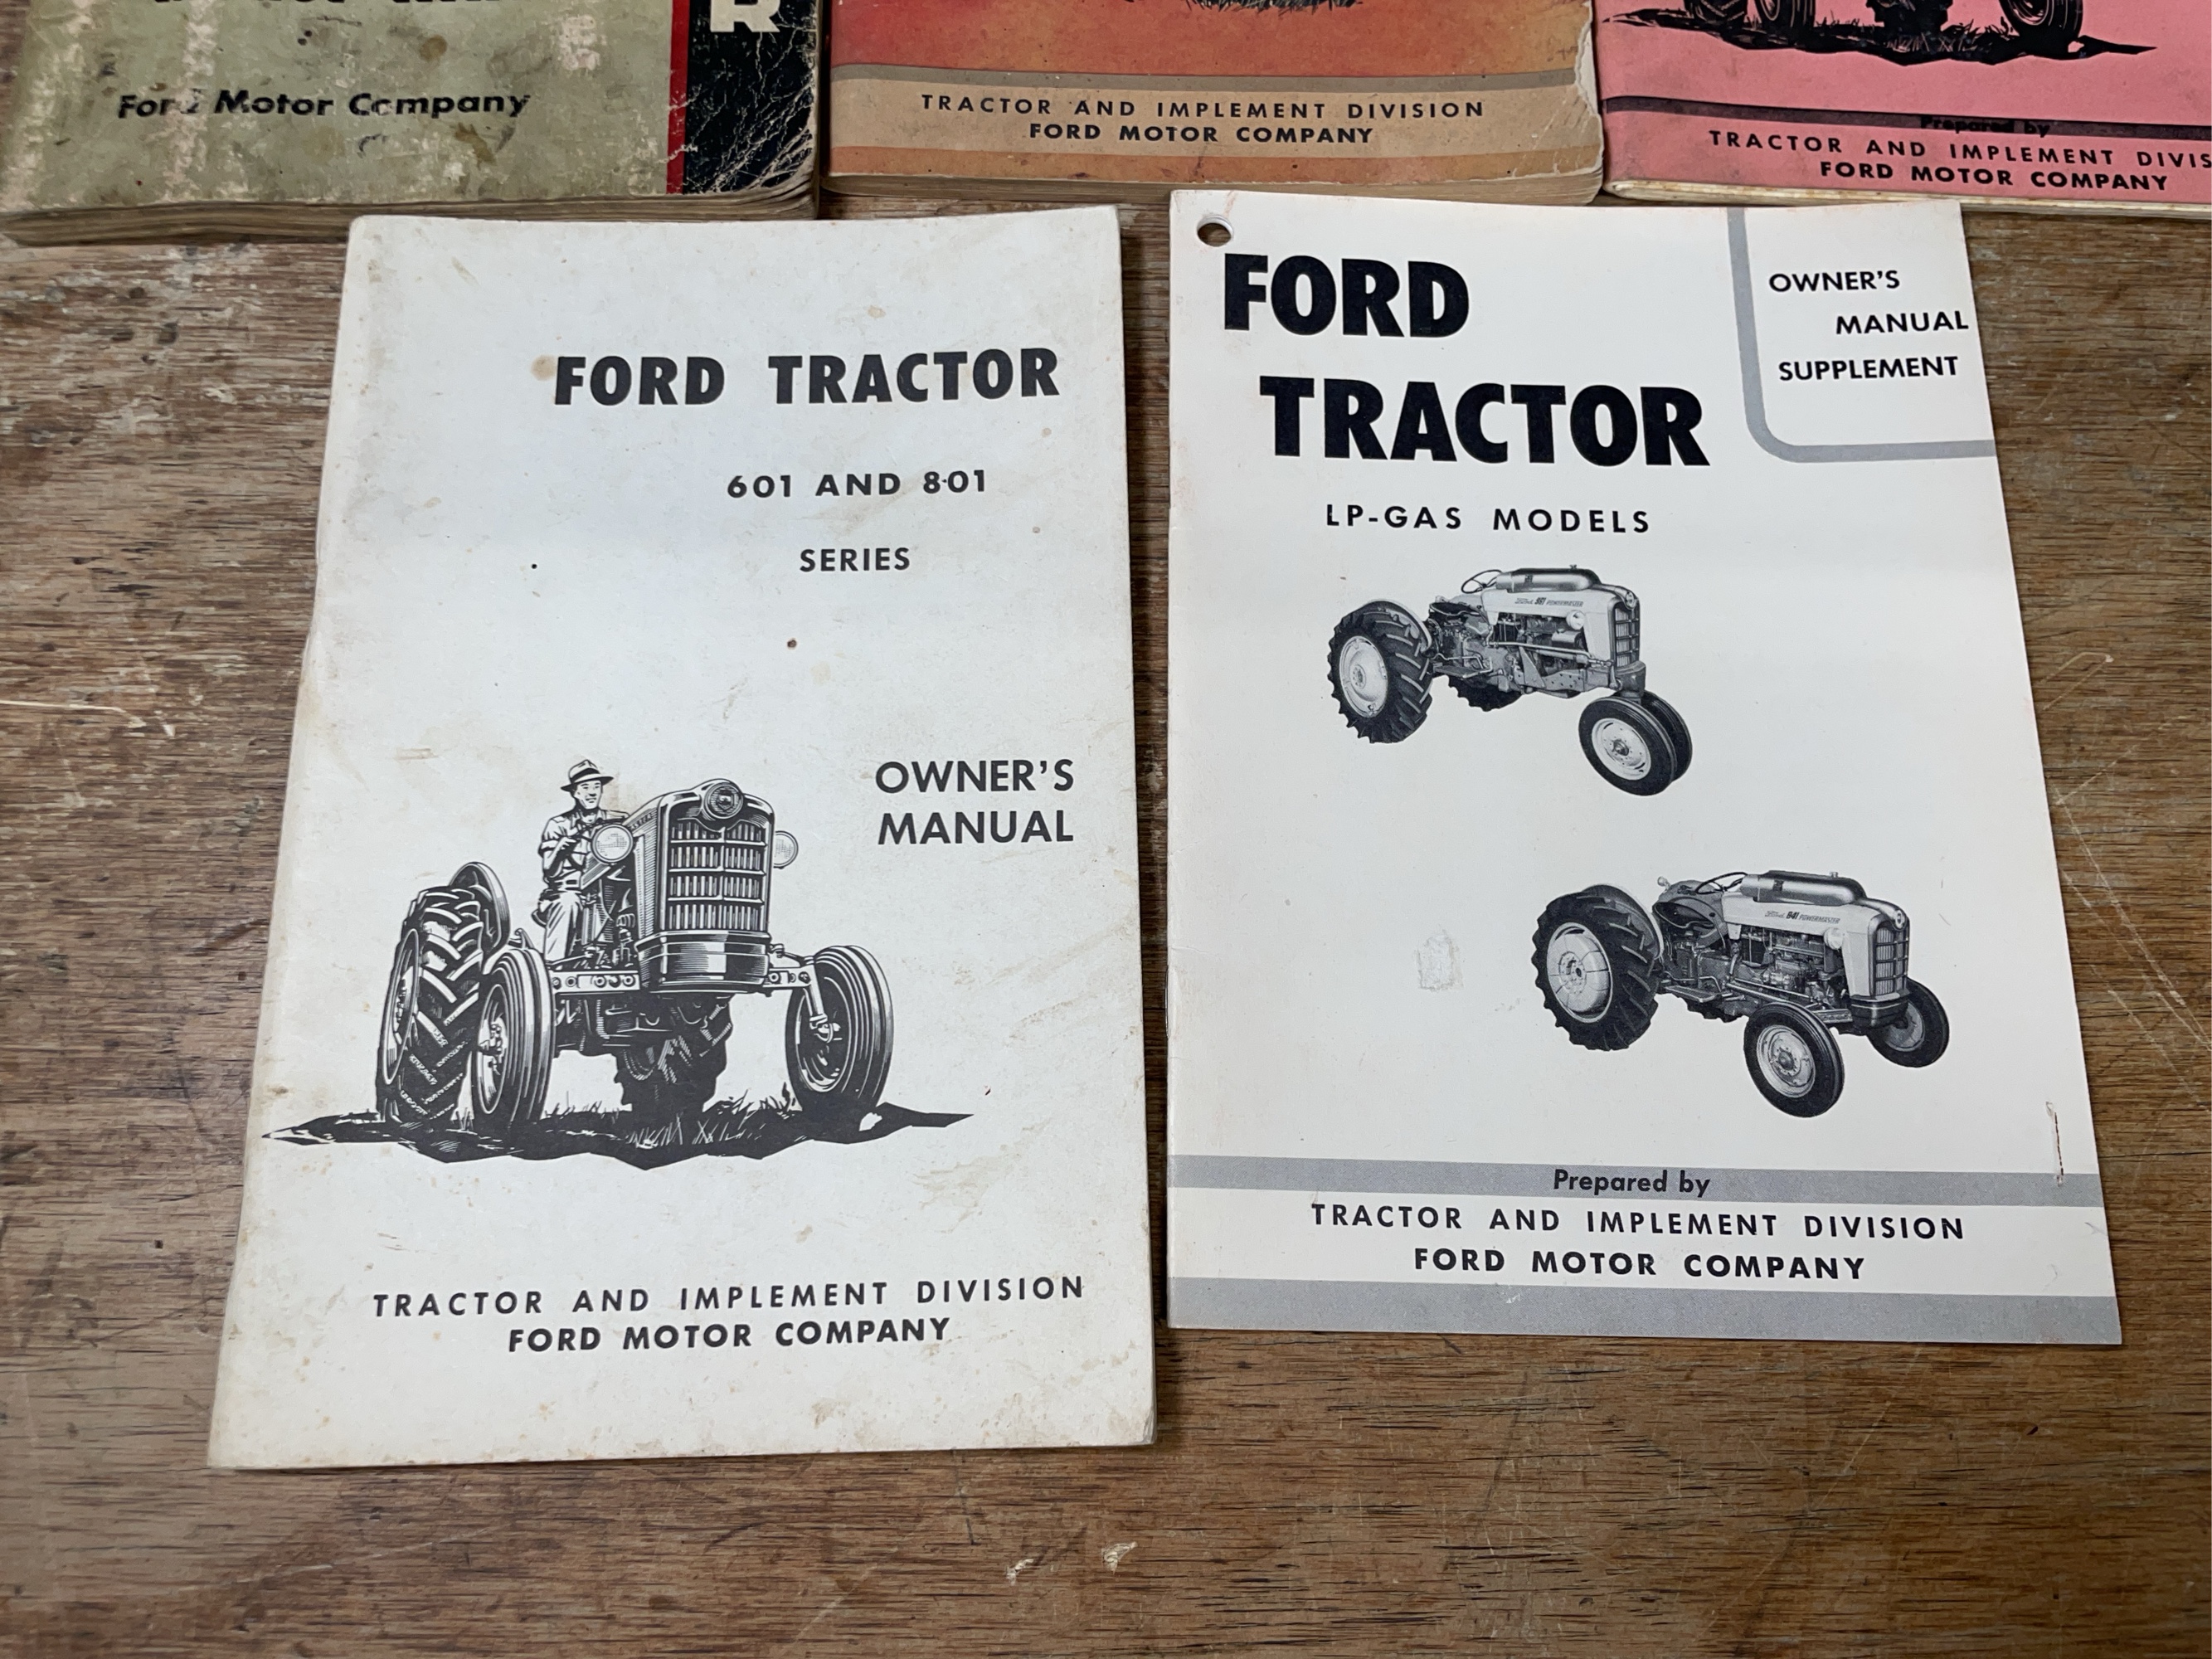 R
Ford Motor Company
TRACTOR AND IMPLEMENT DIVISION
FORD MOTOR COMPANY
Prepared by
TRACTOR AND IMPLEMENT DIVIS
FORD MOTOR COMPANY
FORD TRACTOR
601 AND 801
SERIES
OWNER'S
MANUAL
TRACTOR AND IMPLEMENT DIVISION
FORD MOTOR COMPANY
FORD
TRACTOR
OWNER'S
MANUAL
SUPPLEMENT
LP-GAS MODELS
Prepared by
TRACTOR AND IMPLEMENT DIVISION
FORD MOTOR COMPANY